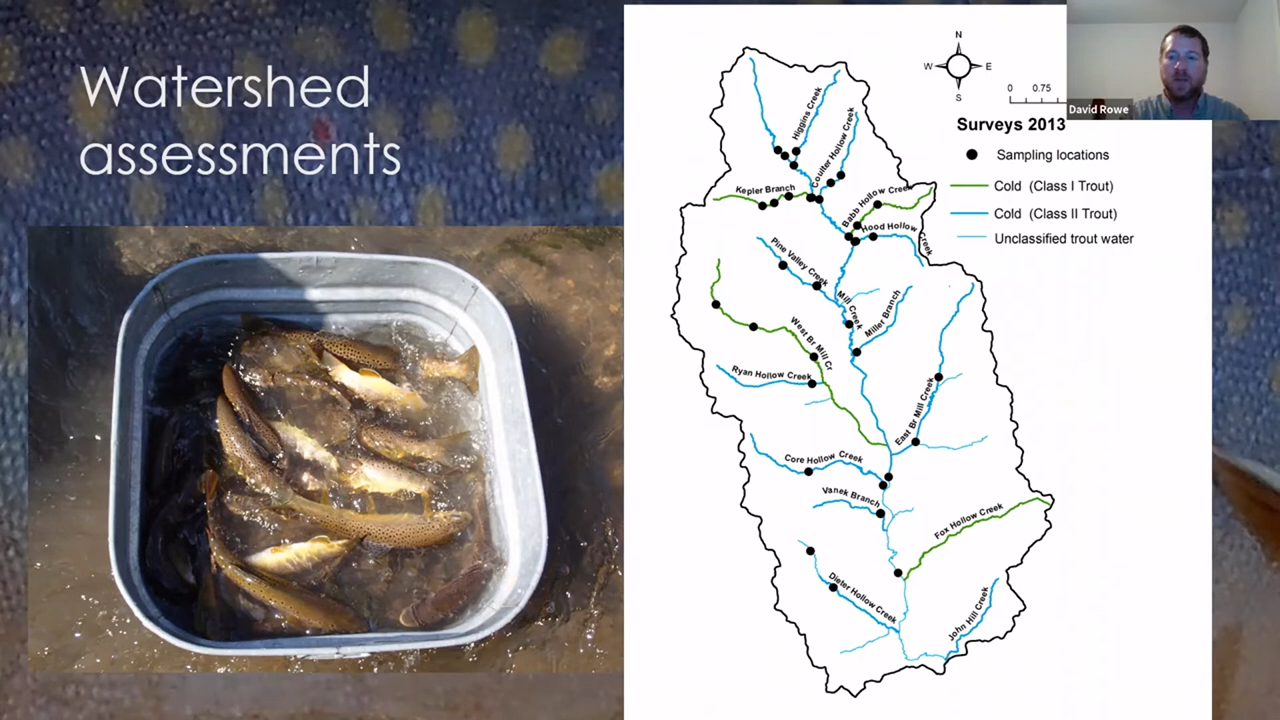 Watershed
assessments
N
W E
S
0 0.75
David Rowe
Surveys 2013
Sampling locations
Cold (Class I Trout)
Cold (Class II Trout)
Unclassified trout water
Higgins Creek
Coulter Hollow Creek
Kepler Branch
Babb Hollow Creek
Hood Hollow Creek
Pine Valley Creek
Mill Creek
Miller Branch
West Br Mill Cr
Ryan Hollow Creek
East Br Mill Creek
Core Hollow Creek
Vanek Branch
Fox Hollow Creek
Dieter Hollow Creek
John Hill Creek